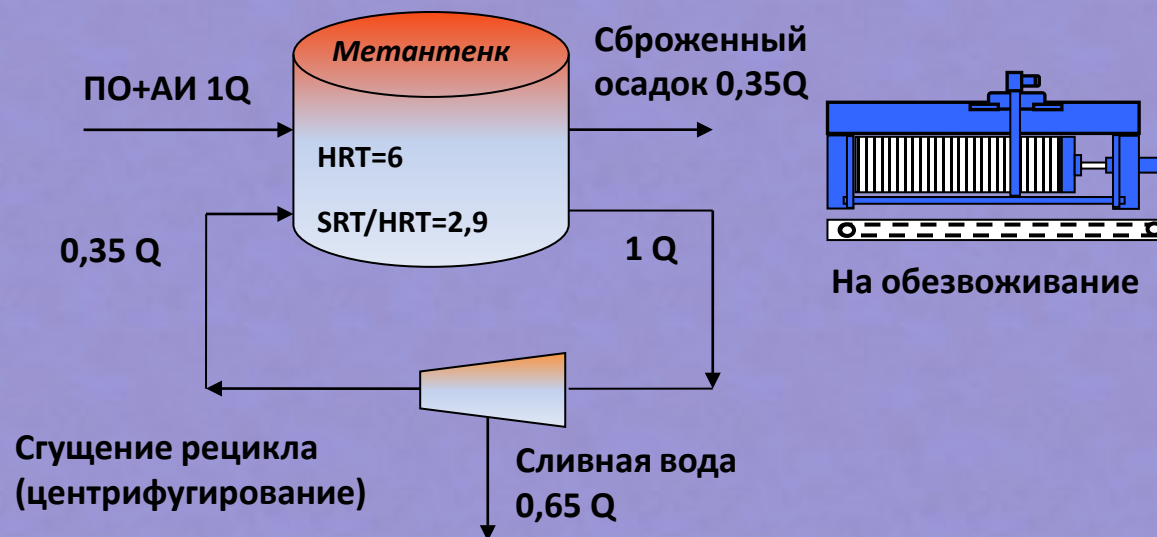 Метантенк
ПО+АИ 1Q
Сброженный
осадок 0,35Q
HRT=6
SRT/HRT=2,9
0,35 Q
1 Q
На обезвоживание
Сгущение рецикла
(центрифугирование)
Сливная вода
0,65 Q